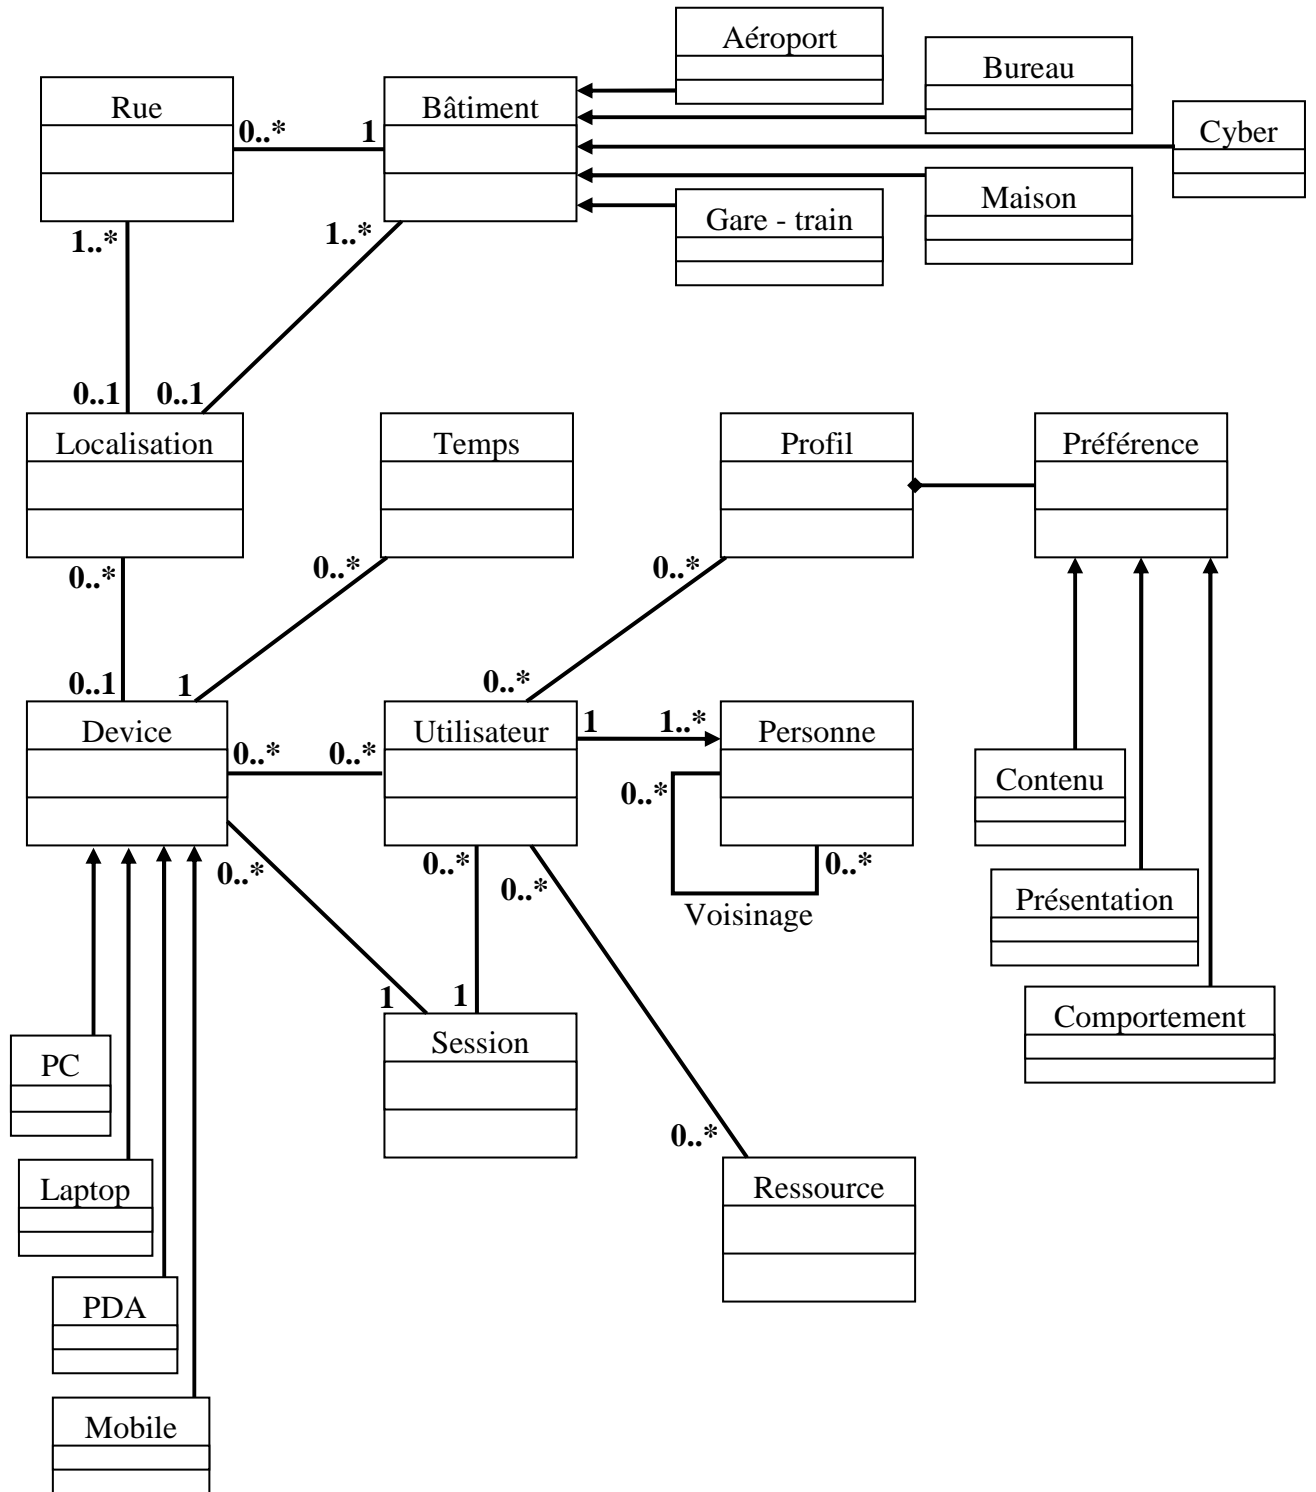 Aéroport
Bureau
Rue
Bâtiment
Cyber
0..*
1
Maison
Gare - train
1..*
1..*
0..1
0..1
Localisation
Temps
Profil
Préférence
0..*
0..*
0..*
0..1
1
0..*
Device
Utilisateur
1
1..*
Personne
0..*
0..*
0..*
Contenu
0..*
0..*
0..*
0..*
Voisinage
Présentation
1
1
Comportement
Session
PC
0..*
Laptop
Ressource
PDA
Mobile